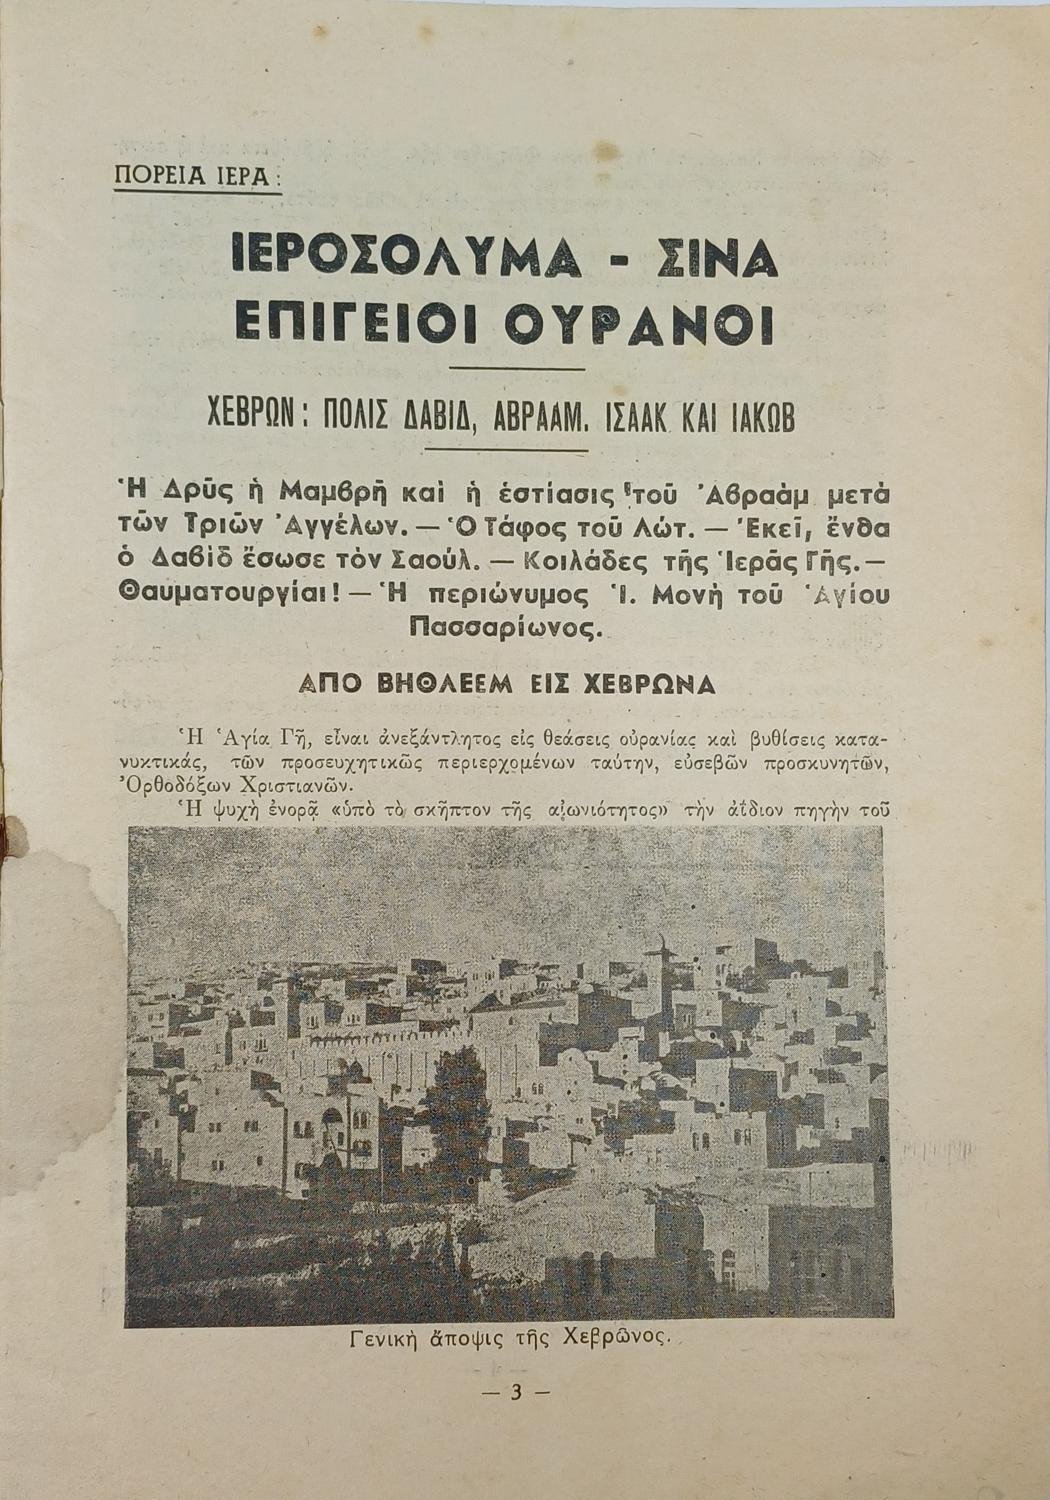 ΠΟΡΕΙΑ ΙΕΡΑ:
ΙΕΡΟΣΟΛΥΜΑ - ΣΙΝΑ
ΕΠΙΓΕΙΟΙ ΟΥΡΑΝΟΙ
ΧΕΒΡΩΝ: ΠΟΛΙΣ ΔΑΒΙΔ, ΑΒΡΑΑΜ. ΙΣΑΑΚ ΚΑΙ ΙΑΚΩΒ
Ἡ Δρῦς ἡ Μαμβρῆ καὶ ἡ ἑστίασις τοῦ Ἀβραὰμ μετὰ
τῶν Τριῶν Ἀγγέλων. — Ὁ Τάφος τοῦ Λώτ. — Ἐκεῖ, ἔνθα
ὁ Δαβὶδ ἔσωσε τὸν Σαούλ. — Κοιλάδες τῆς Ἱερᾶς Γῆς. —
Θαυματουργίαι! — Ἡ περιώνυμος Ἱ. Μονὴ τοῦ Ἁγίου
Πασσαρίωνος.
ΑΠΟ ΒΗΘΛΕΕΜ ΕΙΣ ΧΕΒΡΩΝΑ
Ἡ Ἁγία Γῆ, εἶναι ἀνεξάντλητος εἰς θεάσεις οὐρανίας καὶ βυθίσεις κατα-
νυκτικάς, τῶν προσευχητικῶς περιερχομένων ταύτην, εὐσεβῶν προσκυνητῶν,
Ὀρθοδόξων Χριστιανῶν.
Ἡ ψυχὴ ἐνορᾷ «ὑπὸ τὸ σκῆπτον τῆς αἰωνιότητος» τὴν ἀΐδιον πηγὴν τοῦ
Γενικὴ ἄποψις τῆς Χεβρῶνος.
— 3 —